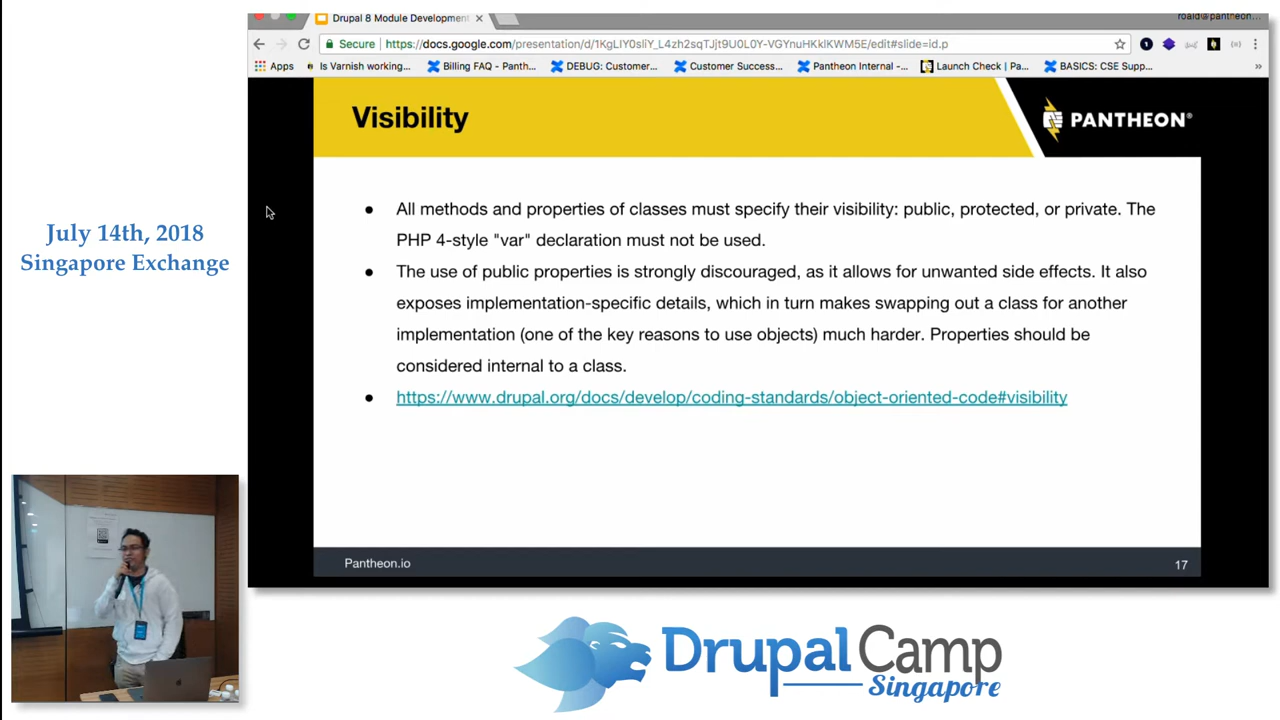 Drupal 8 Module Development
roald@pantheon...
Secure https://docs.google.com/presentation/d/1KgLIY0sliY_L4zh2sqTJjt9U0L0Y-VGYnuHKklKWM5E/edit#slide=id.p
Apps Is Varnish working... Billing FAQ - Panth... DEBUG: Customer... Customer Success... Pantheon Internal -... Launch Check | Pa... BASICS: CSE Supp... »
Visibility
PANTHEON®
● All methods and properties of classes must specify their visibility: public, protected, or private. The
PHP 4-style "var" declaration must not be used.
● The use of public properties is strongly discouraged, as it allows for unwanted side effects. It also
exposes implementation-specific details, which in turn makes swapping out a class for another
implementation (one of the key reasons to use objects) much harder. Properties should be
considered internal to a class.
● https://www.drupal.org/docs/develop/coding-standards/object-oriented-code#visibility
Pantheon.io
17
July 14th, 2018
Singapore Exchange
Drupal Camp
Singapore